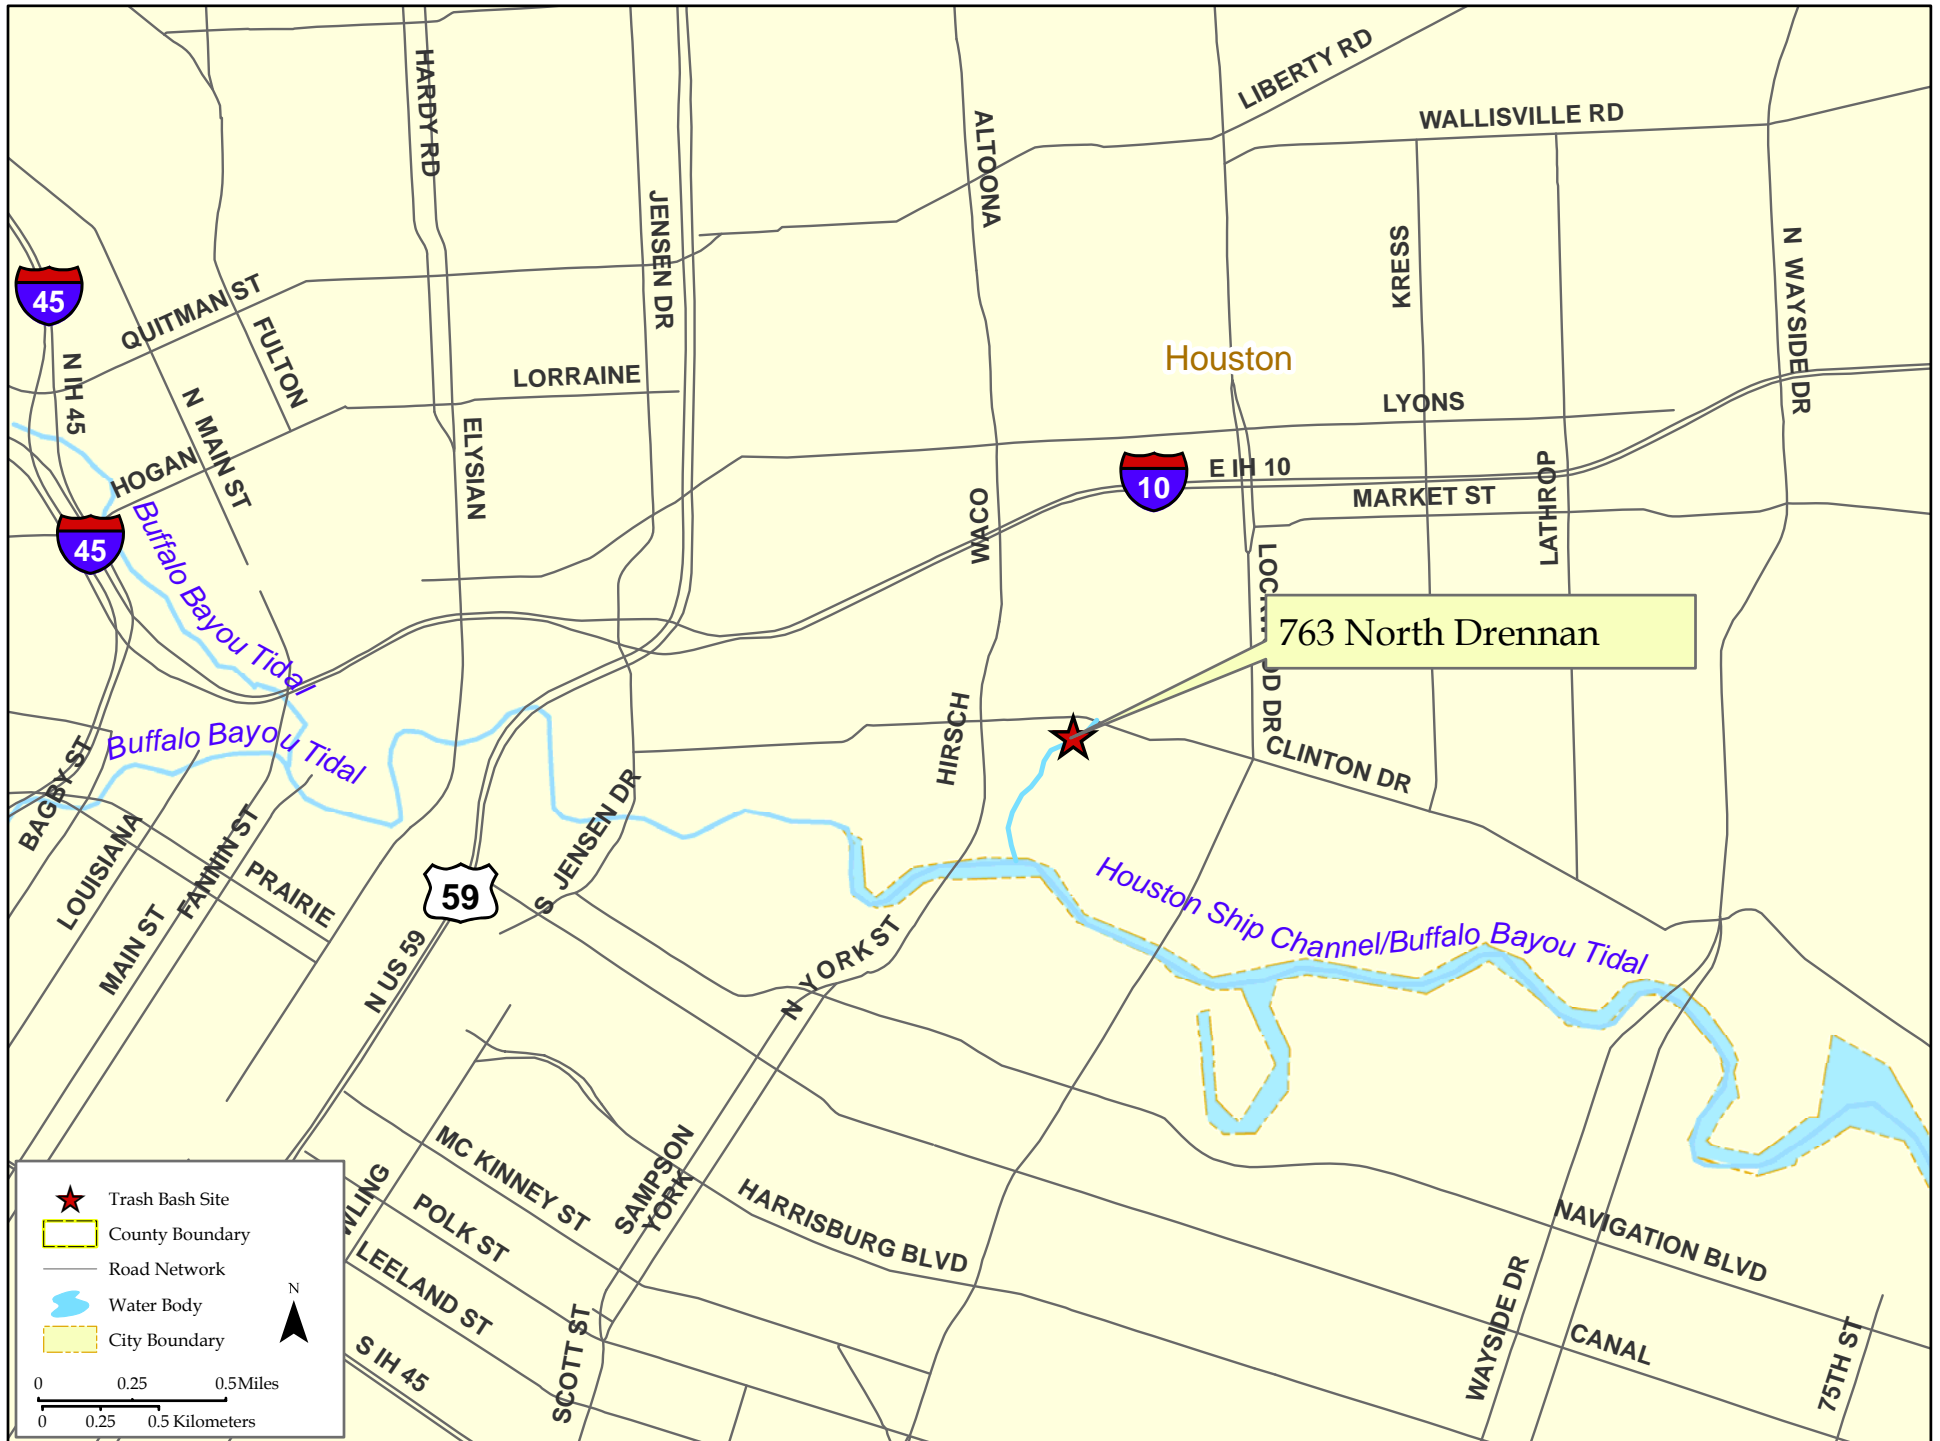 HARDY RD
ALTOONA
LIBERTY RD
WALLISVILLE RD
JENSEN DR
KRESS
N WAYSIDE DR
45
QUITMAN ST
FULTON
N IH 45
N MAIN ST
LORRAINE
Houston
LYONS
ELYSIAN
HOGAN
WACO
10
E IH 10
MARKET ST
LATHROP
45
Buffalo Bayou Tidal
763 North Drennan
HIRSCH
CLINTON DR
Buffalo Bayou Tidal
BAGBY ST
LOUISIANA
MAIN ST
FANNIN ST
PRAIRIE
59
N US 59
S JENSEN DR
N YORK ST
Houston Ship Channel/Buffalo Bayou Tidal
MC KINNEY ST
POLK ST
LEELAND ST
S IH 45
SAMPSON
YORK
SCOTT ST
HARRISBURG BLVD
NAVIGATION BLVD
WAYSIDE DR
CANAL
75TH ST
Trash Bash Site
County Boundary
Road Network
Water Body
City Boundary
N
0 0.25 0.5 Miles
0 0.25 0.5 Kilometers